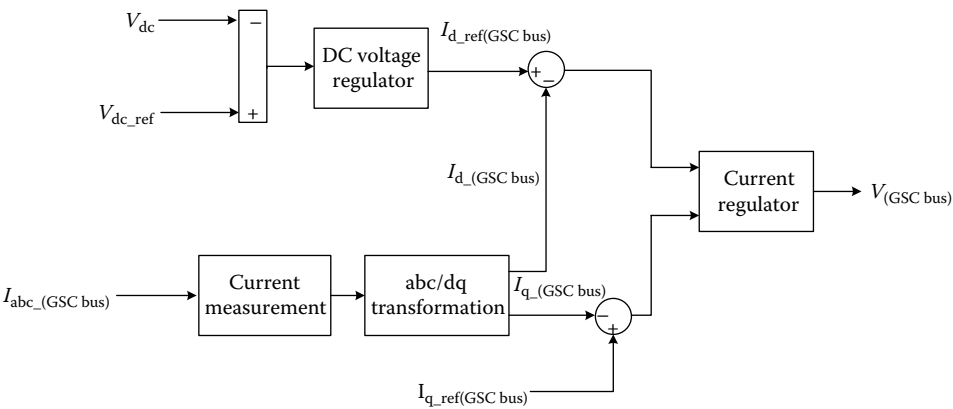 V_dc
−
I_d_ref(GSC bus)
DC voltage
regulator
+
−
V_dc_ref
+
I_d_(GSC bus)
Current
regulator
V_(GSC bus)
I_abc_(GSC bus)
Current
measurement
abc/dq
transformation
I_q_(GSC bus)
−
+
I_q_ref(GSC bus)